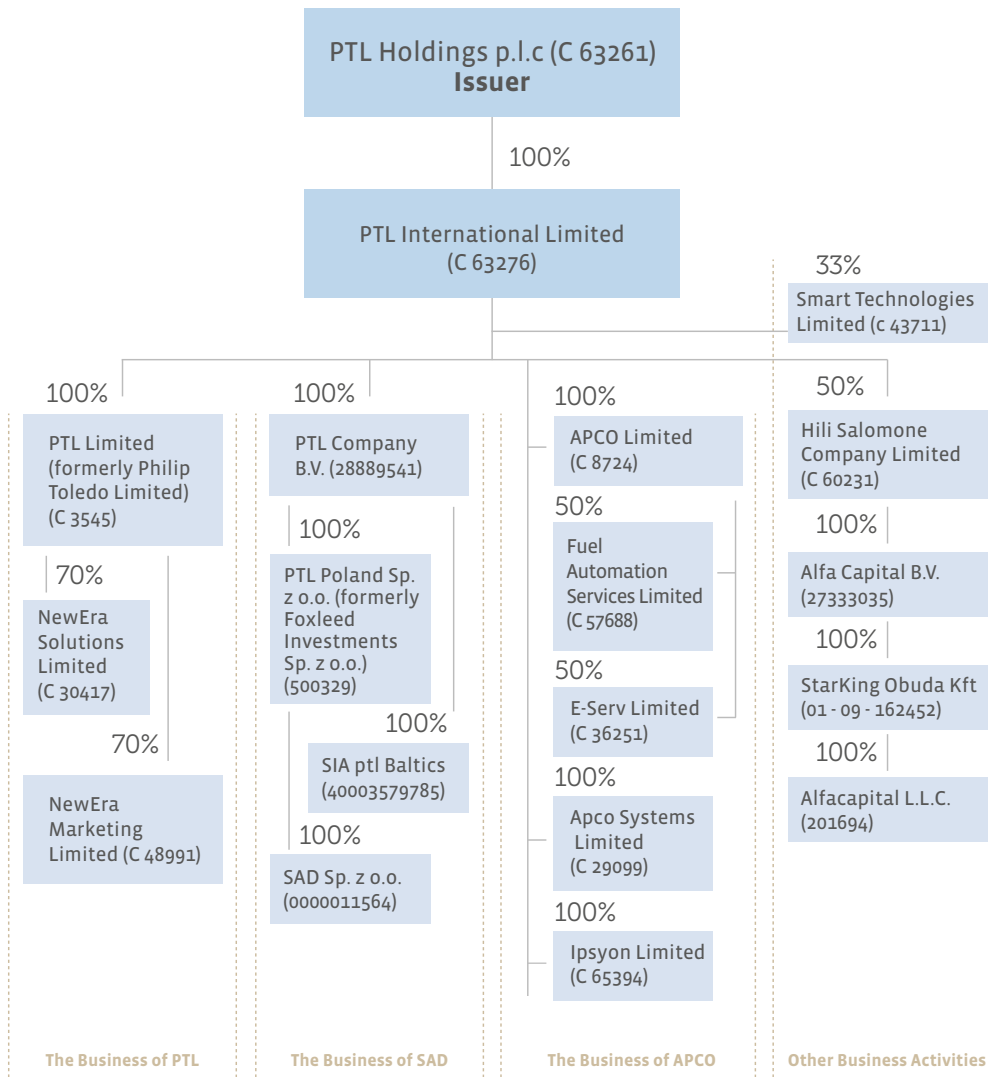 PTL Holdings p.l.c (C 63261)
Issuer
100%
PTL International Limited
(C 63276)
33%
Smart Technologies
Limited (c 43711)
100%
PTL Limited
(formerly Philip
Toledo Limited)
(C 3545)
70%
NewEra
Solutions
Limited
(C 30417)
70%
NewEra
Marketing
Limited (C 48991)
The Business of PTL
100%
PTL Company
B.V. (28889541)
100%
PTL Poland Sp.
z o.o. (formerly
Foxleed
Investments
Sp. z o.o.)
(500329)
100%
SIA ptl Baltics
(40003579785)
100%
SAD Sp. z o.o.
(0000011564)
The Business of SAD
100%
APCO Limited
(C 8724)
50%
Fuel
Automation
Services Limited
(C 57688)
50%
E-Serv Limited
(C 36251)
100%
Apco Systems
Limited
(C 29099)
100%
Ipsyon Limited
(C 65394)
The Business of APCO
50%
Hili Salomone
Company Limited
(C 60231)
100%
Alfa Capital B.V.
(27333035)
100%
StarKing Obuda Kft
(01 - 09 - 162452)
100%
Alfacapital L.L.C.
(201694)
Other Business Activities